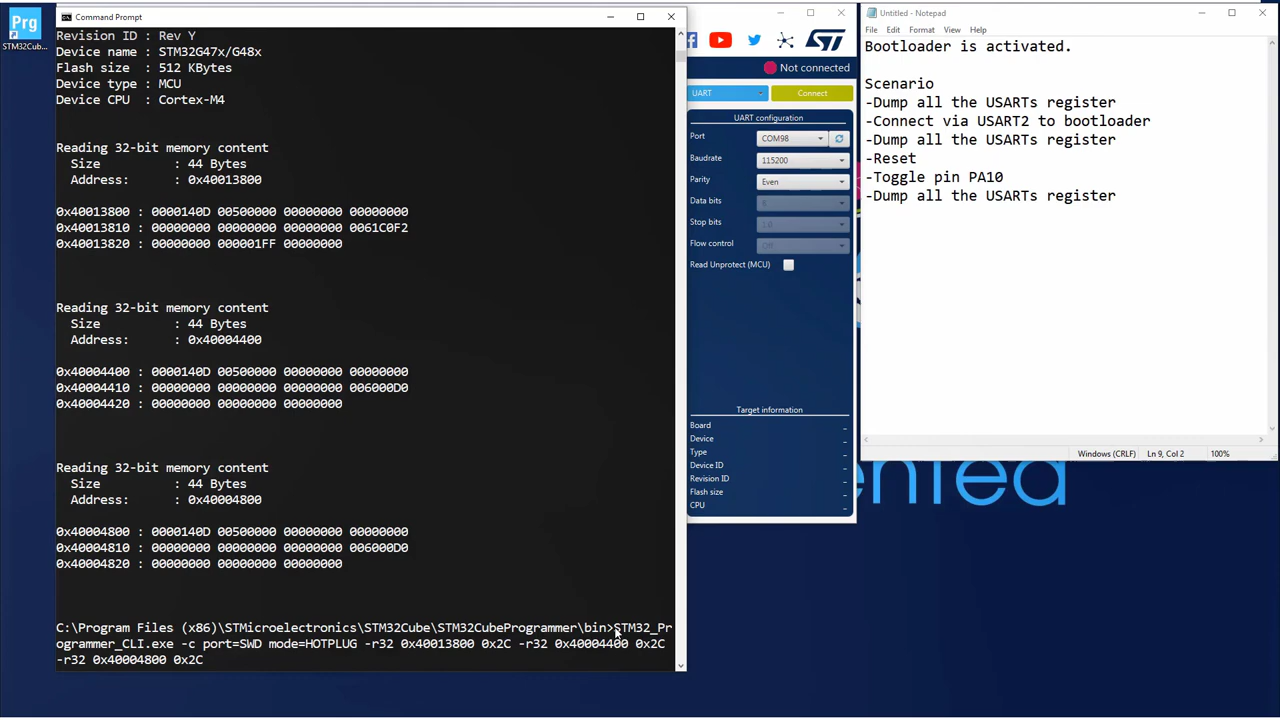 Prg
STM32Cub...
Command Prompt
Revision ID : Rev Y
Device name : STM32G47x/G48x
Flash size : 512 KBytes
Device type : MCU
Device CPU : Cortex-M4
Reading 32-bit memory content
Size : 44 Bytes
Address: : 0x40013800
0x40013800 : 0000140D 00500000 00000000 00000000
0x40013810 : 00000000 00000000 00000000 0061C0F2
0x40013820 : 00000000 000001FF 00000000
Reading 32-bit memory content
Size : 44 Bytes
Address: : 0x40004400
0x40004400 : 0000140D 00500000 00000000 00000000
0x40004410 : 00000000 00000000 00000000 006000D0
0x40004420 : 00000000 00000000 00000000
Reading 32-bit memory content
Size : 44 Bytes
Address: : 0x40004800
0x40004800 : 0000140D 00500000 00000000 00000000
0x40004810 : 00000000 00000000 00000000 006000D0
0x40004820 : 00000000 00000000 00000000
C:\Program Files (x86)\STMicroelectronics\STM32Cube\STM32CubeProgrammer\bin>STM32_Pr
ogrammer_CLI.exe -c port=SWD mode=HOTPLUG -r32 0x40013800 0x2C -r32 0x40004400 0x2C
-r32 0x40004800 0x2C
ST
Not connected
UART
Connect
UART configuration
Port
COM98
Baudrate
115200
Parity
Even
Data bits
8
Stop bits
1.0
Flow control
Off
Read Unprotect (MCU)
Target information
Board -
Device -
Type -
Device ID -
Revision ID -
Flash size -
CPU -
Untitled - Notepad
File Edit Format View Help
Bootloader is activated.
Scenario
-Dump all the USARTs register
-Connect via USART2 to bootloader
-Dump all the USARTs register
-Reset
-Toggle pin PA10
-Dump all the USARTs register
Windows (CRLF) Ln 9, Col 2 100%